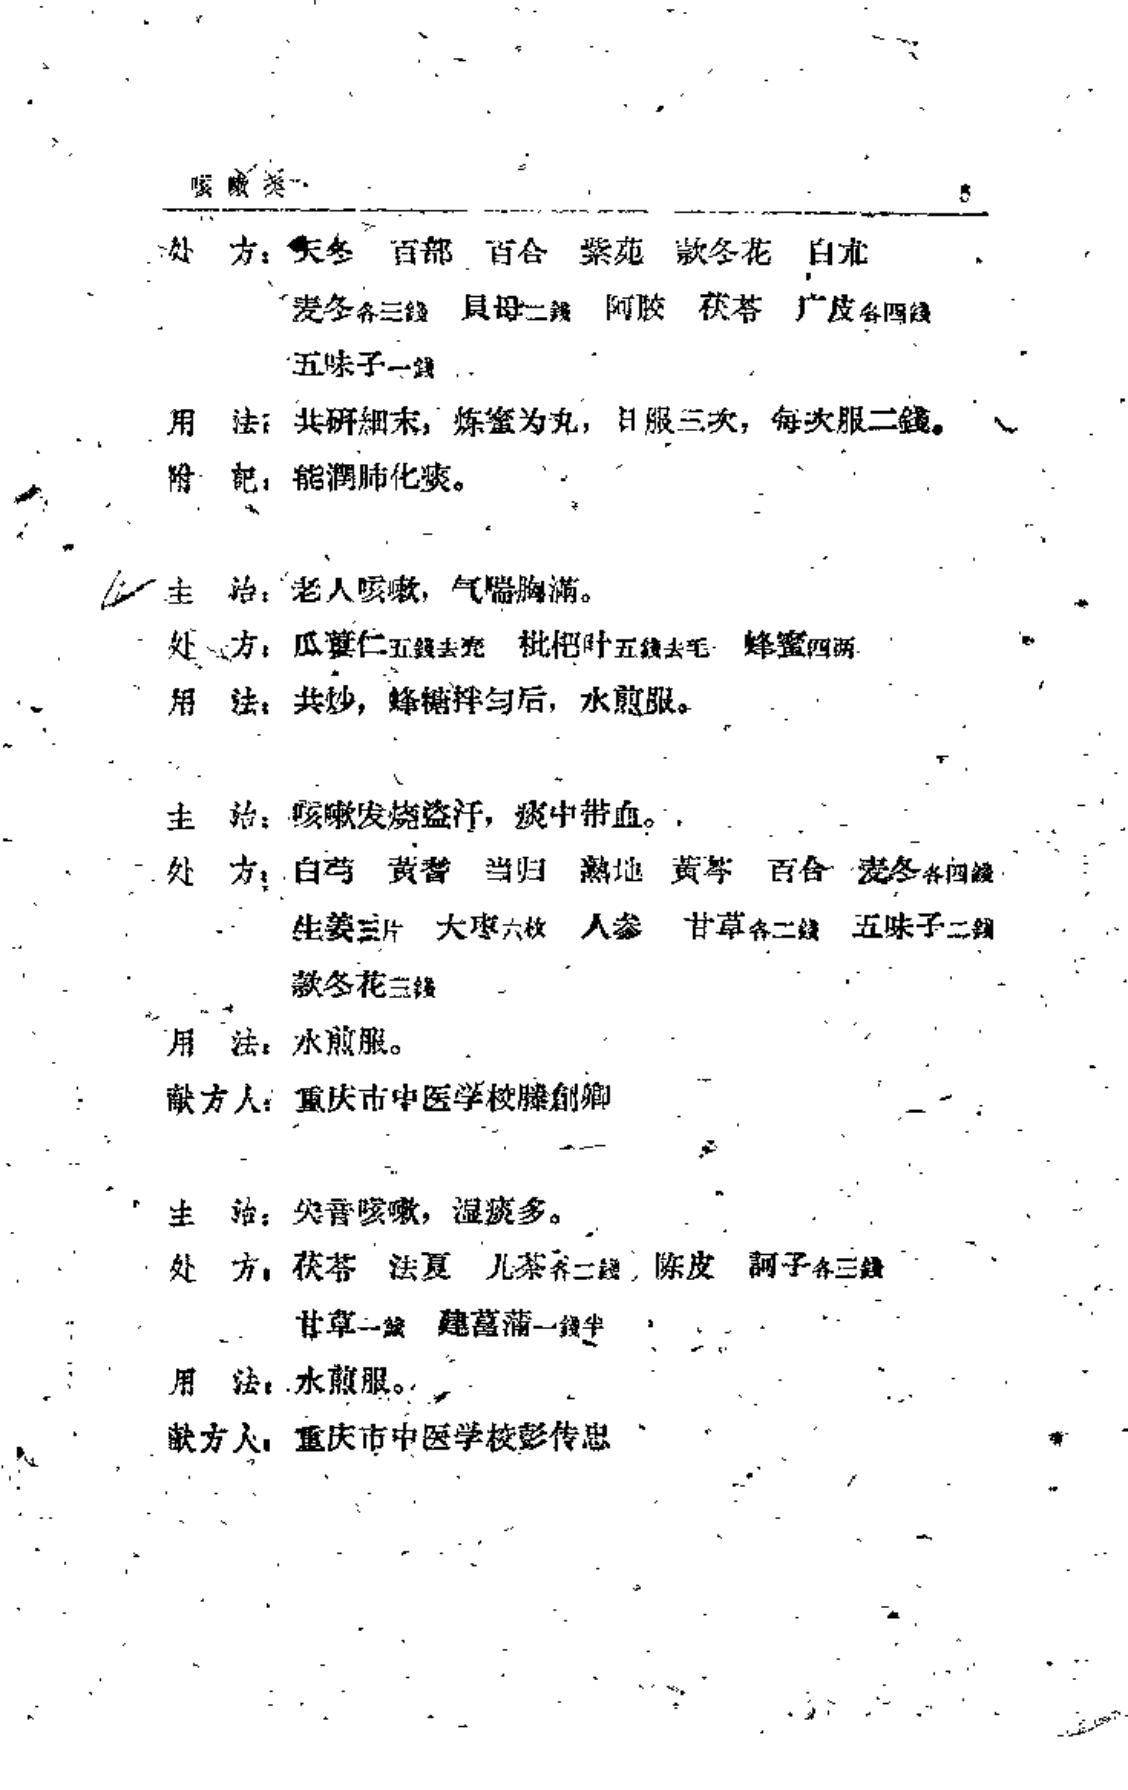 咳嗽类 5
处 方：天冬 百部 百合 紫苑 款冬花 白朮
麦冬各三錢 貝母二錢 阿胶 茯苓 广皮各四錢
五味子一錢
用 法：共研細末，炼蜜为丸，日服三次，每次服二錢。
附 記：能潤肺化痰。
主 治：老人咳嗽，气喘胸滿。
处 方：瓜蔞仁五錢去壳 枇杷叶五錢去毛 蜂蜜四两
用 法：共炒，蜂糖拌匀后，水煎服。
主 治：咳嗽发烧盗汗，痰中带血。
处 方：白芍 黄耆 当归 熟地 黄芩 百合 麦冬各四錢
生姜三片 大枣六枚 人参 甘草各二錢 五味子二錢
款冬花三錢
用 法：水煎服。
献方人：重庆市中医学校滕創卿
主 治：失音咳嗽，湿痰多。
处 方：茯苓 法夏 儿茶各二錢 陈皮 訶子各三錢
甘草一錢 建菖蒲一錢半
用 法：水煎服。
献方人：重庆市中医学校彭传忠